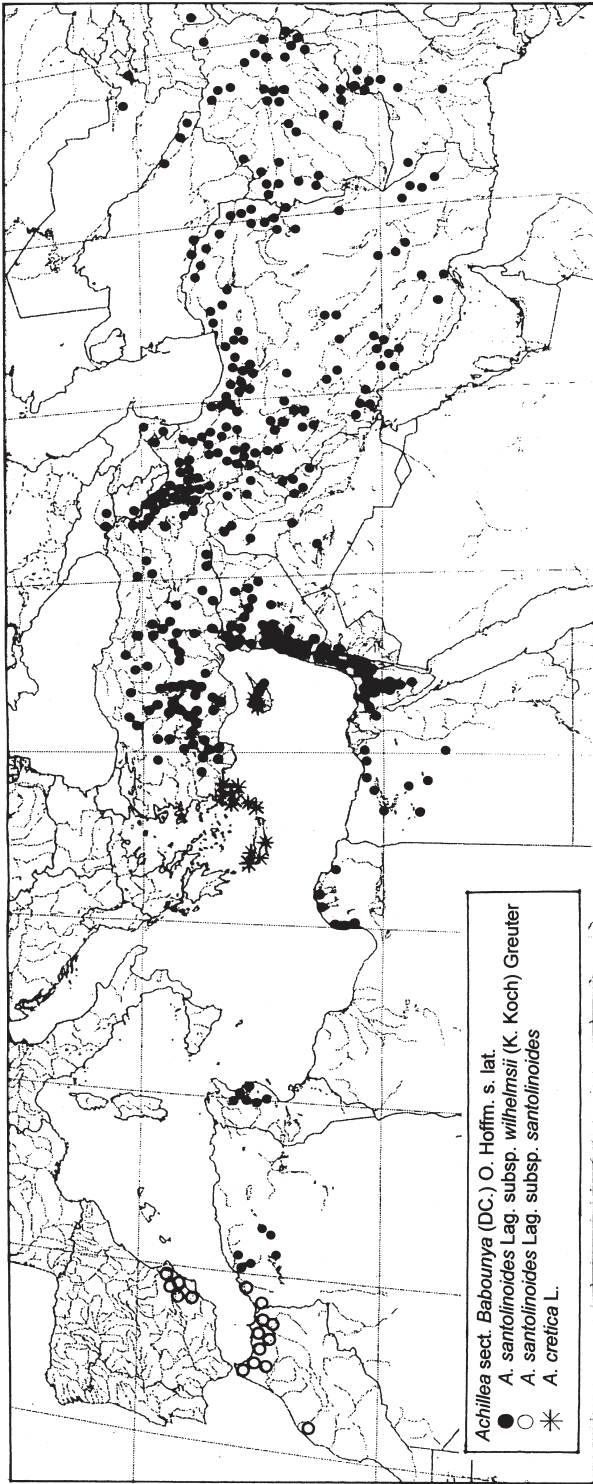 Achillea sect. Babounya (DC.) O. Hoffm. s. lat.
● A. santolinoides Lag. subsp. wilhelmsii (K. Koch) Greuter
○ A. santolinoides Lag. subsp. santolinoides
✳ A. cretica L.